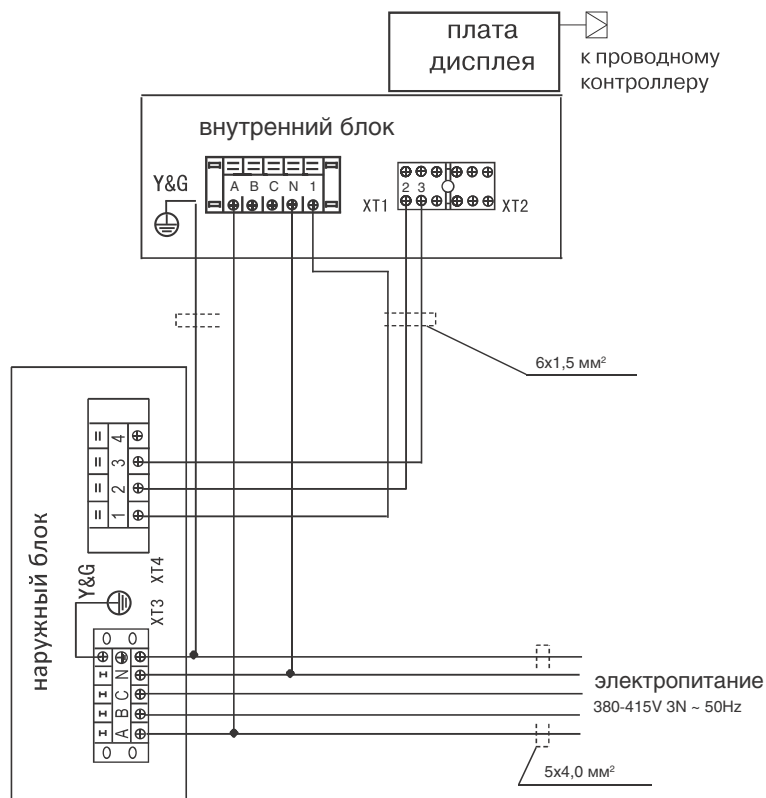 плата
дисплея
к проводному
контроллеру
внутренний блок
Y&G
A B C N 1
2 3
XT1
XT2
6x1,5 мм²
наружный блок
4
3
2
1
Y&G
XT4
XT3
N
C
B
A
электропитание
380-415V 3N ~ 50Hz
5x4,0 мм²